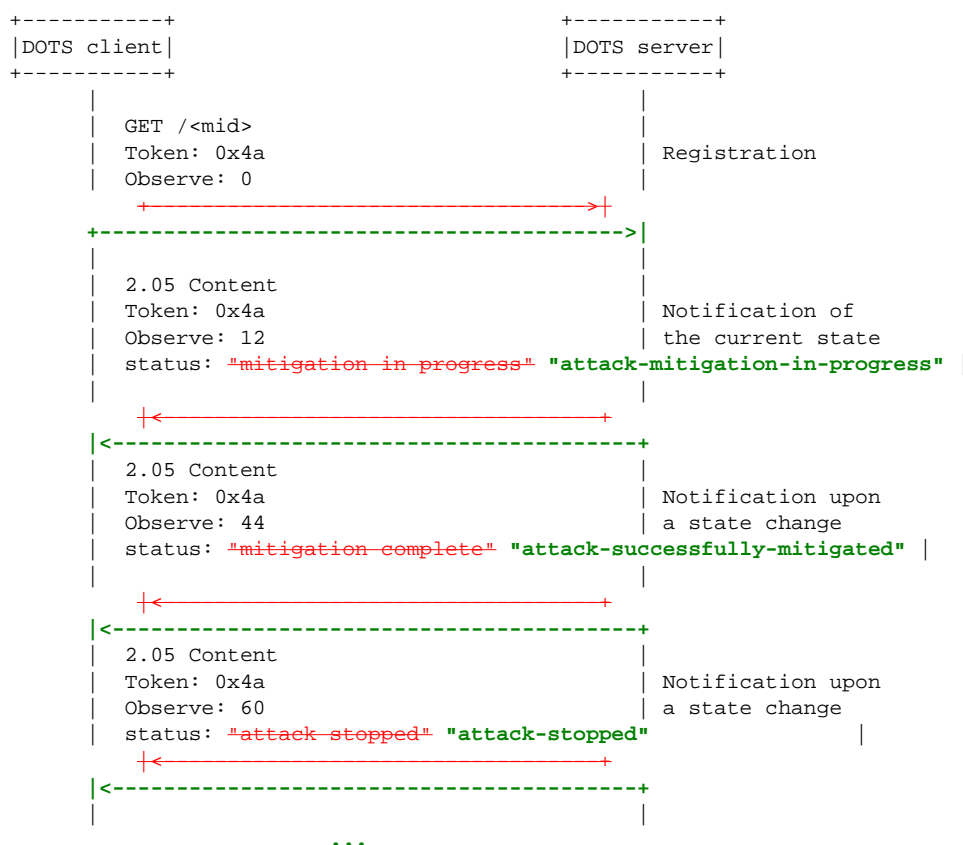 +-----------+ +-----------+
|DOTS client| |DOTS server|
+-----------+ +-----------+
| |
| GET /<mid> |
| Token: 0x4a | Registration
| Observe: 0 |
+----------------------------------->|
+---------------------------------------->|
| |
| 2.05 Content |
| Token: 0x4a | Notification of
| Observe: 12 | the current state
| status: "mitigation in progress" "attack-mitigation-in-progress" |
| |
|<-----------------------------------+
|<----------------------------------------+
| 2.05 Content |
| Token: 0x4a | Notification upon
| Observe: 44 | a state change
| status: "mitigation complete" "attack-successfully-mitigated" |
| |
|<-----------------------------------+
|<----------------------------------------+
| 2.05 Content |
| Token: 0x4a | Notification upon
| Observe: 60 | a state change
| status: "attack stopped" "attack-stopped" |
|<-----------------------------------+
|<----------------------------------------+
| |
...